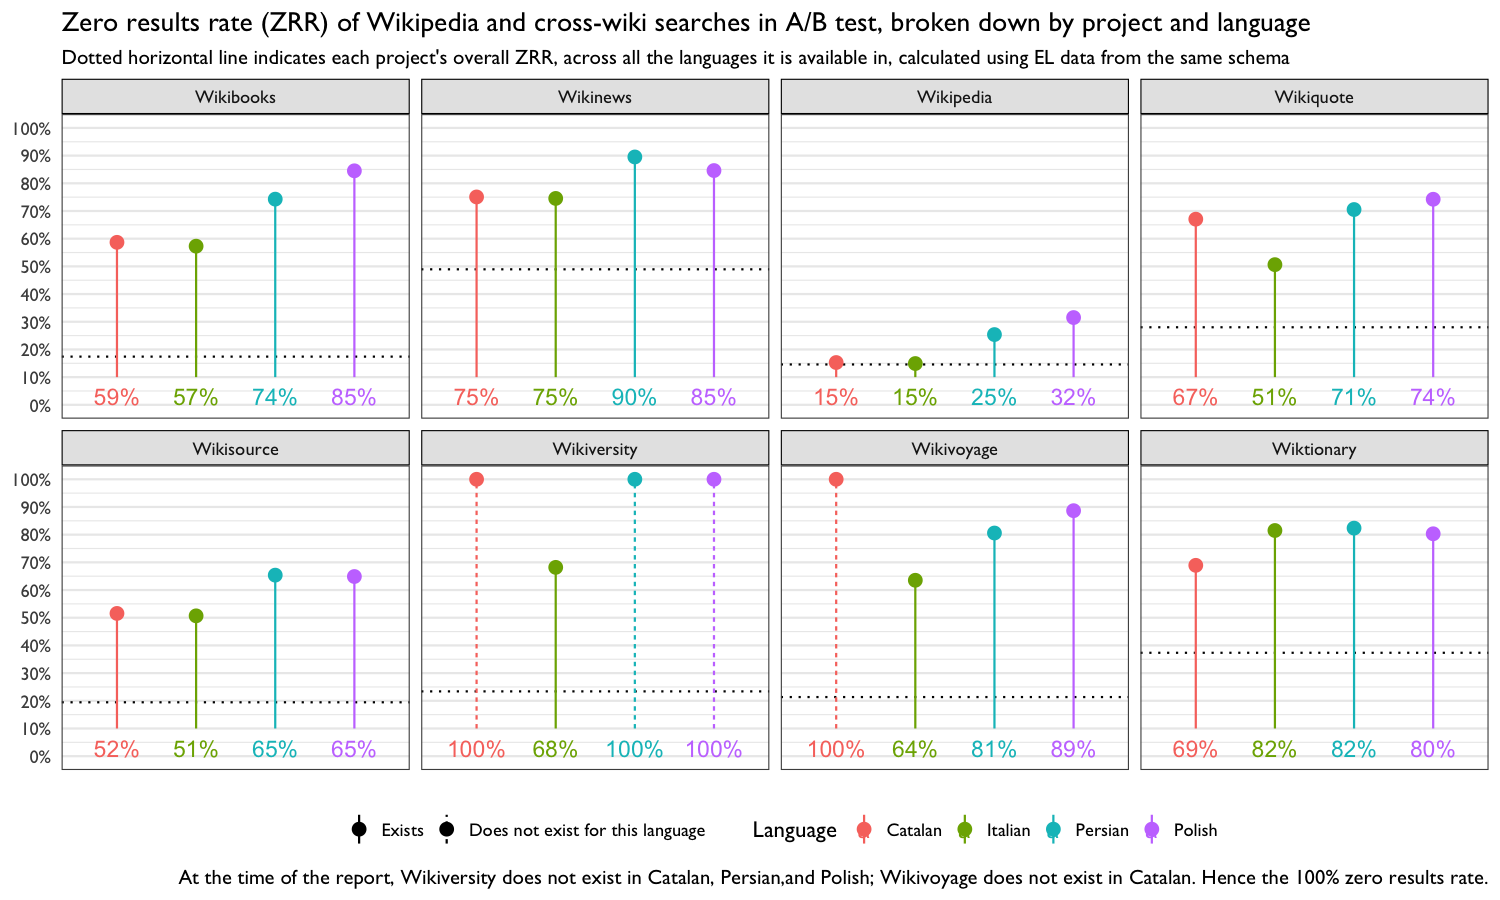 Zero results rate (ZRR) of Wikipedia and cross-wiki searches in A/B test, broken down by project and language
Dotted horizontal line indicates each project's overall ZRR, across all the languages it is available in, calculated using EL data from the same schema
Wikibooks Wikinews Wikipedia Wikiquote
100%
90%
80%
70%
60%
50%
40%
30%
20%
10%
0%
59% 57% 74% 85% 75% 75% 90% 85% 15% 15% 25% 32% 67% 51% 71% 74%
Wikisource Wikiversity Wikivoyage Wiktionary
100%
90%
80%
70%
60%
50%
40%
30%
20%
10%
0%
52% 51% 65% 65% 100% 68% 100% 100% 100% 64% 81% 89% 69% 82% 82% 80%
Exists Does not exist for this language Language Catalan Italian Persian Polish
At the time of the report, Wikiversity does not exist in Catalan, Persian,and Polish; Wikivoyage does not exist in Catalan. Hence the 100% zero results rate.